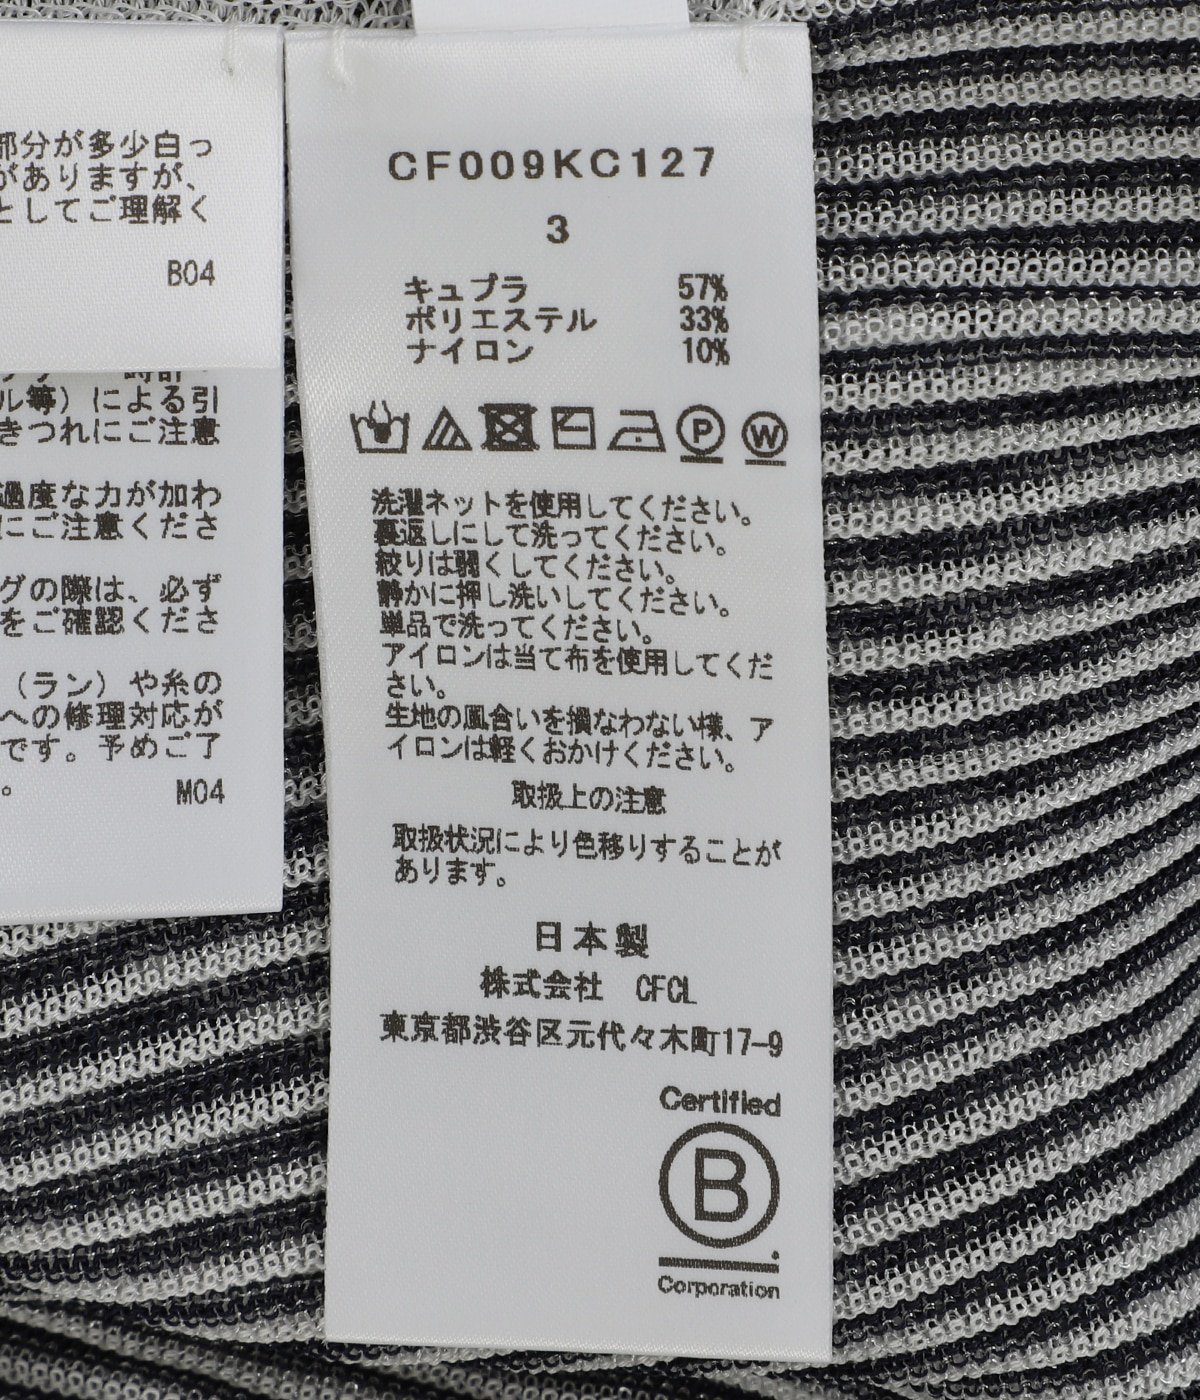 部分が多少白っ
がありますが、
としてご理解く
B04
ル等）による引
きつれにご注意
過度な力が加わ
にご注意くださ
グの際は、必ず
をご確認くださ
（ラン）や糸の
への修理対応が
です。予めご了
。
M04
CF009KC127
3
キュプラ 57%
ポリエステル 33%
ナイロン 10%
P W
洗濯ネットを使用してください。
裏返しにして洗ってください。
絞りは弱くしてください。
静かに押し洗いしてください。
単品で洗ってください。
アイロンは当て布を使用してくだ
さい。
生地の風合いを損なわない様、ア
イロンは軽くおかけください。
取扱上の注意
取扱状況により色移りすることが
あります。
日本製
株式会社 CFCL
東京都渋谷区元代々木町17-9
Certified
B
Corporation